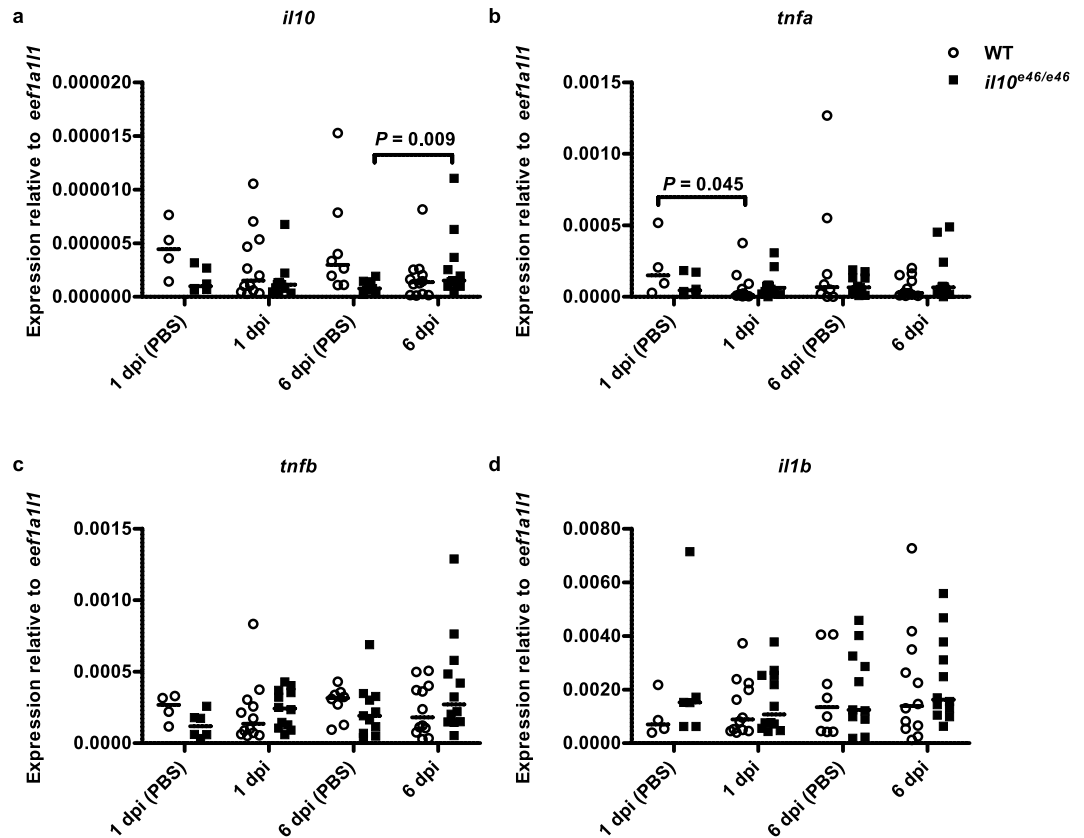 a
il10
Expression relative to eef1a1l1
0.000020
0.000015
0.000010
0.000005
0.000000
P = 0.009
1 dpi (PBS)
1 dpi
6 dpi (PBS)
6 dpi
b
tnfa
WT
il10e46/e46
Expression relative to eef1a1l1
0.0015
0.0010
0.0005
0.0000
P = 0.045
1 dpi (PBS)
1 dpi
6 dpi (PBS)
6 dpi
c
tnfb
Expression relative to eef1a1l1
0.0015
0.0010
0.0005
0.0000
1 dpi (PBS)
1 dpi
6 dpi (PBS)
6 dpi
d
il1b
Expression relative to eef1a1l1
0.0080
0.0060
0.0040
0.0020
0.0000
1 dpi (PBS)
1 dpi
6 dpi (PBS)
6 dpi